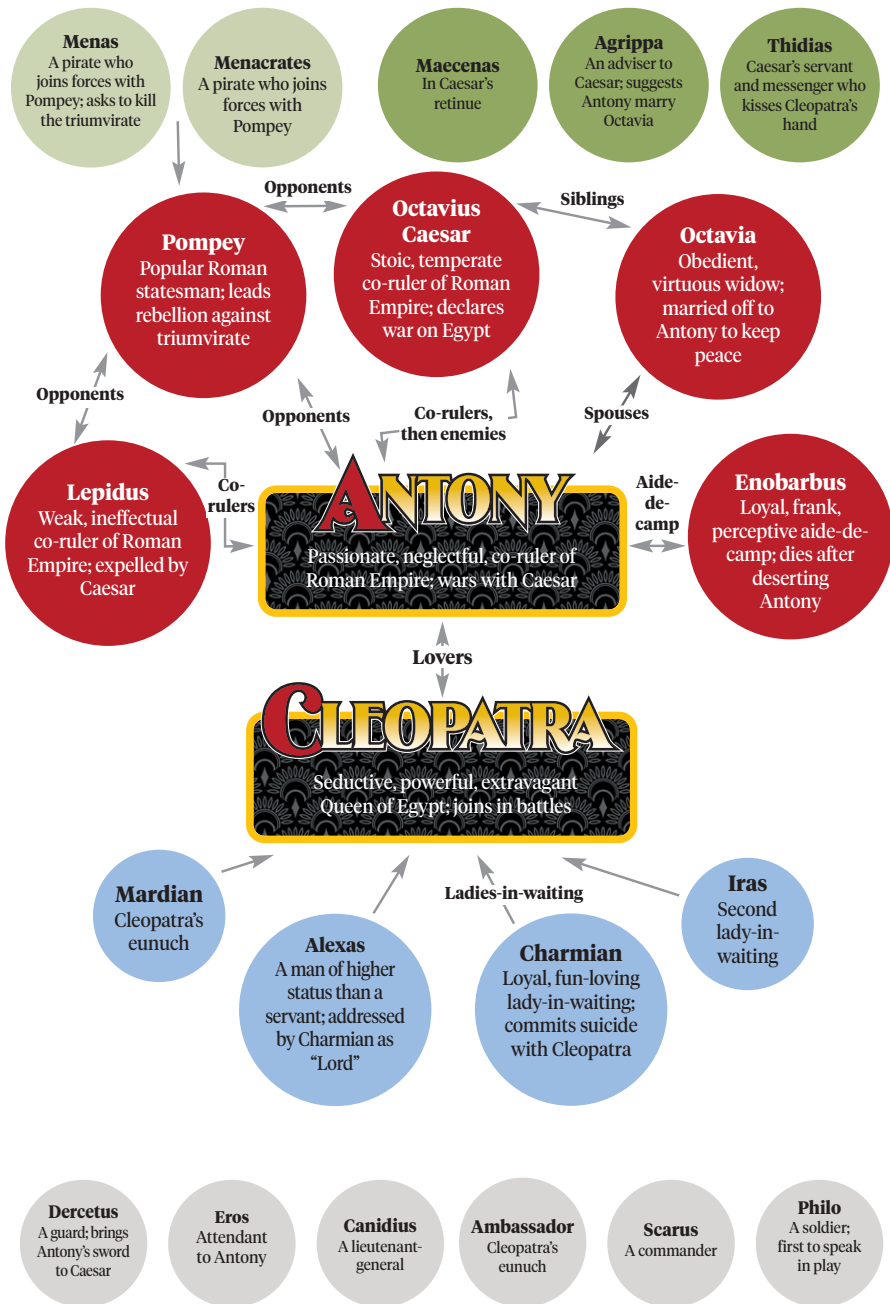 Menas
A pirate who
joins forces with
Pompey; asks to kill
the triumvirate
Menacrates
A pirate who joins
forces with
Pompey
Maecenas
In Caesar's
retinue
Agrippa
An adviser to
Caesar; suggests
Antony marry
Octavia
Thidias
Caesar's servant
and messenger who
kisses Cleopatra's
hand
Opponents
Siblings
Pompey
Popular Roman
statesman; leads
rebellion against
triumvirate
Octavius
Caesar
Stoic, temperate
co-ruler of Roman
Empire; declares
war on Egypt
Octavia
Obedient,
virtuous widow;
married off to
Antony to keep
peace
Opponents
Opponents
Co-rulers,
then enemies
Spouses
Lepidus
Weak, ineffectual
co-ruler of Roman
Empire; expelled by
Caesar
Co-
rulers
ANTONY
Passionate, neglectful, co-ruler of
Roman Empire; wars with Caesar
Aide-
de-
camp
Enobarbus
Loyal, frank,
perceptive aide-de-
camp; dies after
deserting
Antony
Lovers
CLEOPATRA
Seductive, powerful, extravagant
Queen of Egypt; joins in battles
Mardian
Cleopatra's
eunuch
Alexas
A man of higher
status than a
servant; addressed
by Charmian as
“Lord”
Ladies-in-waiting
Charmian
Loyal, fun-loving
lady-in-waiting;
commits suicide
with Cleopatra
Iras
Second
lady-in-
waiting
Dercetus
A guard; brings
Antony's sword
to Caesar
Eros
Attendant
to Antony
Canidius
A lieutenant-
general
Ambassador
Cleopatra's
eunuch
Scarus
A commander
Philo
A soldier;
first to speak
in play